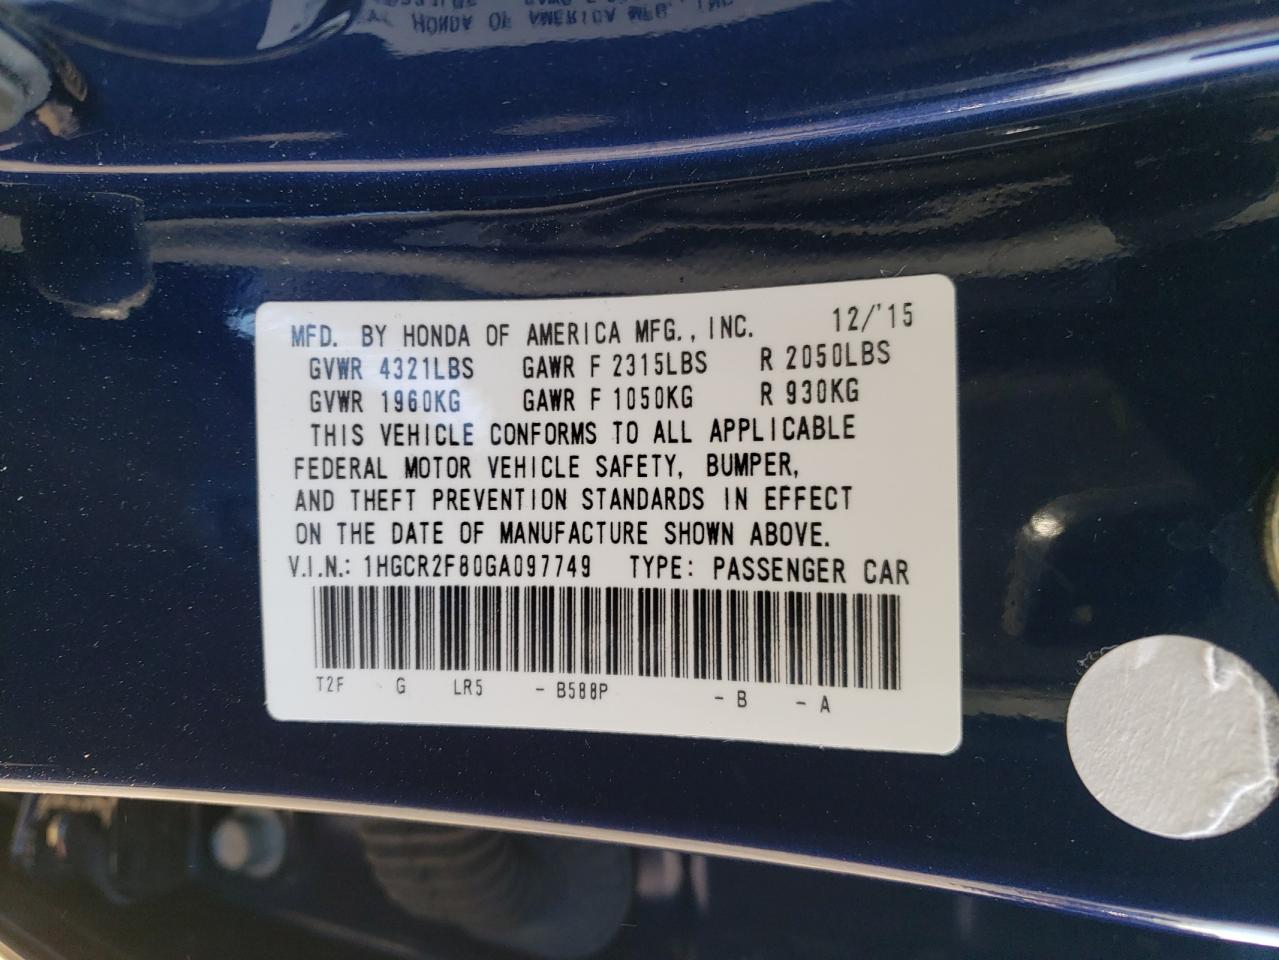 MFD. BY HONDA OF AMERICA MFG., INC. 12/'15
GVWR 4321LBS GAWR F 2315LBS R 2050LBS
GVWR 1960KG GAWR F 1050KG R 930KG
THIS VEHICLE CONFORMS TO ALL APPLICABLE
FEDERAL MOTOR VEHICLE SAFETY, BUMPER,
AND THEFT PREVENTION STANDARDS IN EFFECT
ON THE DATE OF MANUFACTURE SHOWN ABOVE.
V.I.N.: 1HGCR2F80GA097749 TYPE: PASSENGER CAR
T2F G LR5 - B588P - B - A